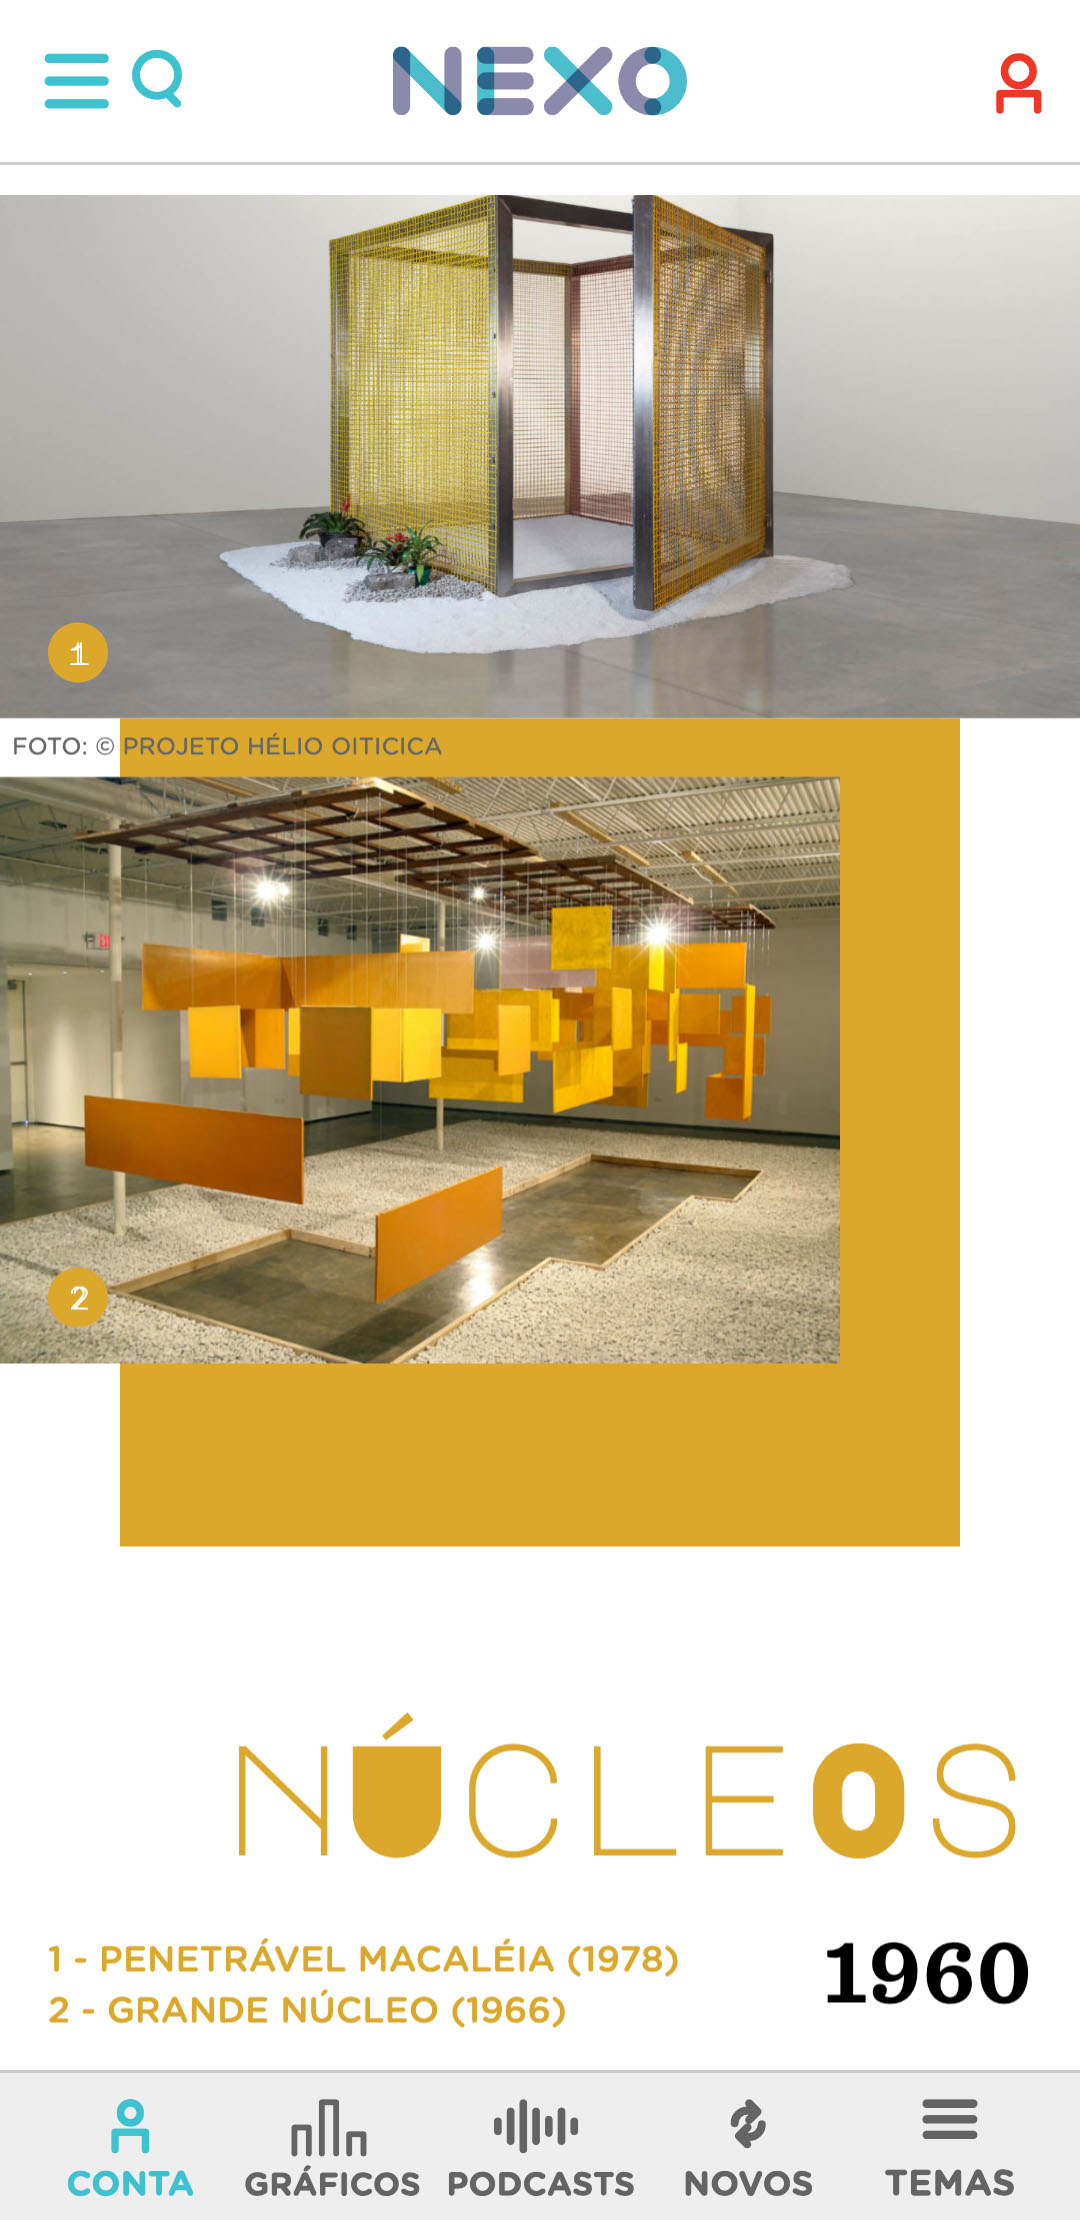 NEXO
1
FOTO: © PROJETO HÉLIO OITICICA
2
NÚCLEOS
1 - PENETRÁVEL MACALÉIA (1978)
2 - GRANDE NÚCLEO (1966)
1960
CONTA GRÁFICOS PODCASTS NOVOS TEMAS